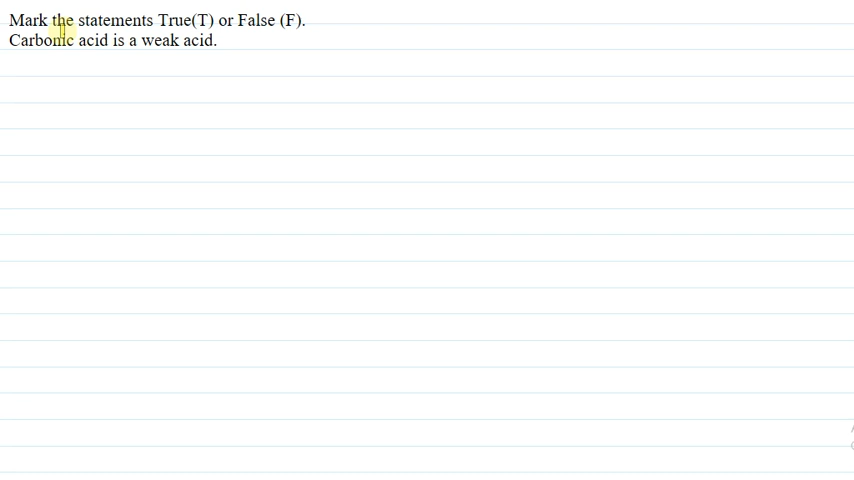 Mark the statements True(T) or False (F).
Carbonic acid is a weak acid.